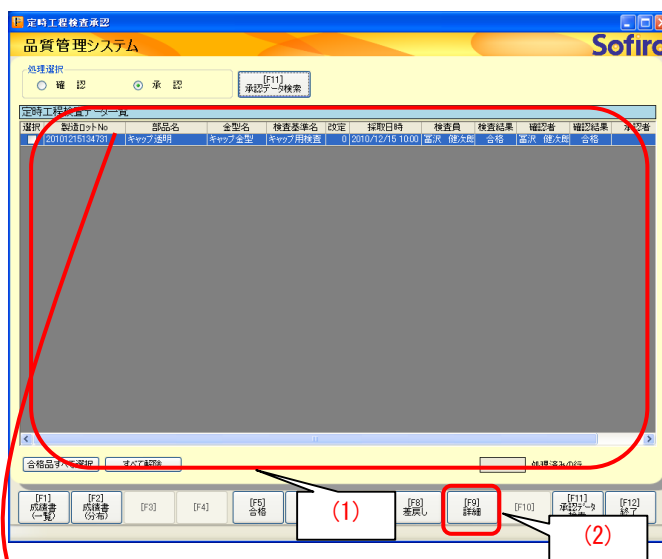 定時工程検査承認
品質管理システム
Sofirc
処理選択
確 認
承 認
[F11]
承認データ検索
定時工程検査データ一覧
選択 製造ロットNo 部品名 金型名 検査基準名 改定 採取日時 検査員 検査結果 確認者 確認結果 承認者
20101215134731 キャップ透明 キャップ金型 キャップ用検査 0 2010/12/15 10:00 富沢 健次郎 合格 富沢 健次郎 合格
合格品すべて選択 すべて解除 処理済みの行
[F1] 成績書 (一覧)
[F2] 成績書 (分布)
[F3]
[F4]
[F5] 合格
(1)
[F8] 差戻し
[F9] 詳細
[F10]
[F11] 承認データ 検索
[F12] 終了
(2)